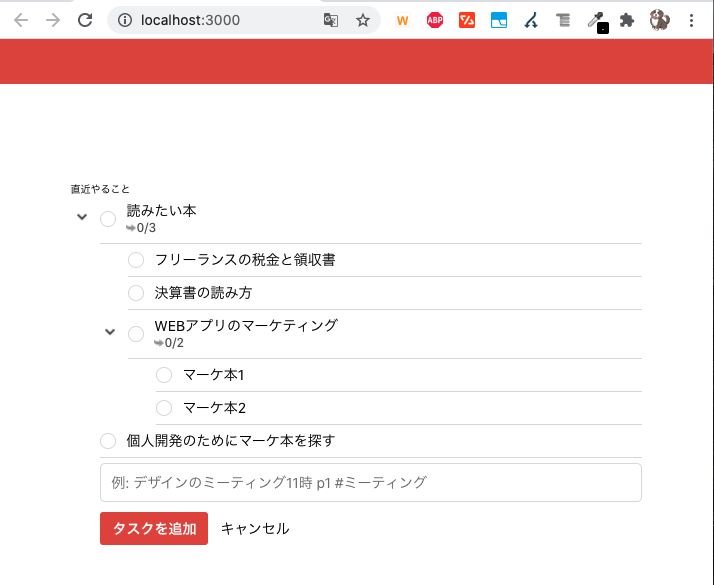 localhost:3000
W
ABP
直近やること
読みたい本
0/3
フリーランスの税金と領収書
決算書の読み方
WEBアプリのマーケティング
0/2
マーケ本1
マーケ本2
個人開発のためにマーケ本を探す
例: デザインのミーティング11時 p1 #ミーティング
タスクを追加 キャンセル